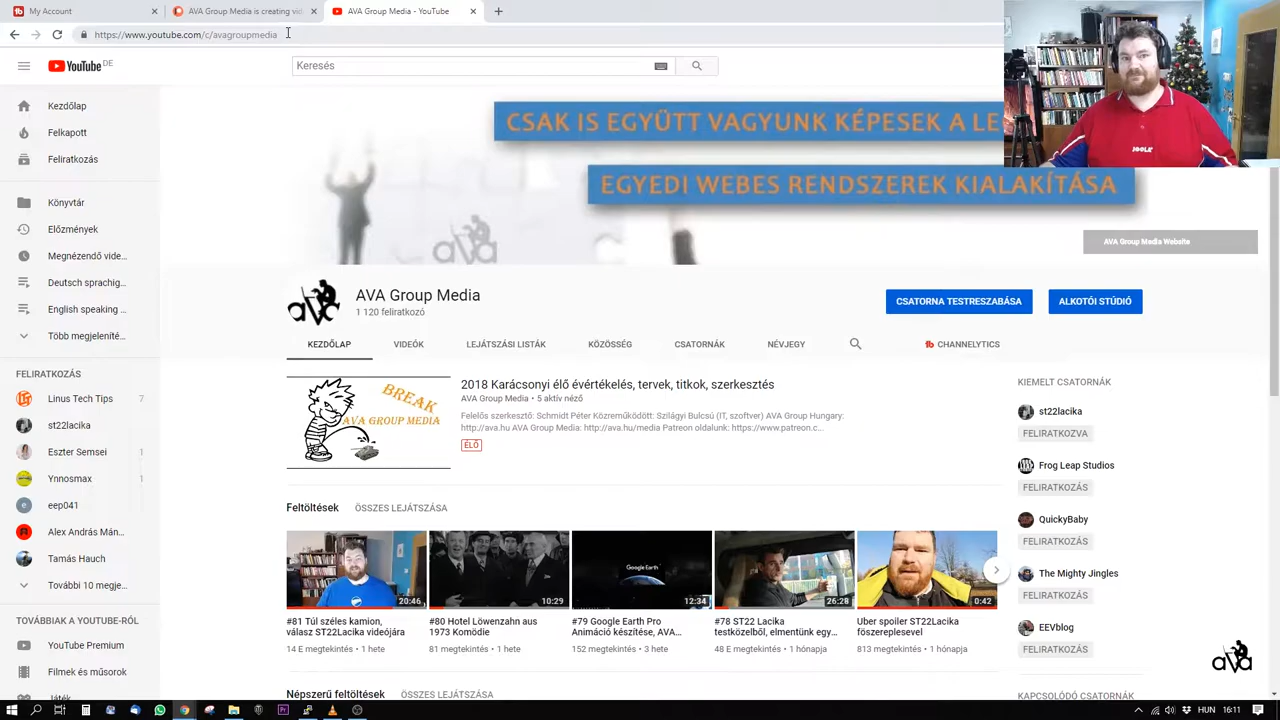 My Account
AVA Group Media is creating vid
AVA Group Media - YouTube
https://www.youtube.com/c/avagroupmedia
YouTube DE
Keresés
Kezdőlap
Felkapott
Feliratkozás
Könyvtár
Előzmények
Megnézendő vide...
Deutsch sprachig...
English speaking ...
Több megjeleníté...
FELIRATKOZÁS
Linus Tech Tips 7
st22lacika
Eszter Semsei 1
Ynnosmax 1
eep041
Alex András Mán...
Tamás Hauch
További 10 megje...
TOVÁBBIAK A YOUTUBE-RÓL
YouTube Premium
Filmek és műsorok
Játék
CSAK IS EGYÜTT VAGYUNK KÉPESEK A LE
EGYEDI WEBES RENDSZEREK KIALAKÍTÁSA
AVA Group Media Website
JOOLA
ava
AVA Group Media
1 120 feliratkozó
CSATORNA TESTRESZABÁSA
ALKOTÓI STÚDIÓ
KEZDŐLAP
VIDEÓK
LEJÁTSZÁSI LISTÁK
KÖZÖSSÉG
CSATORNÁK
NÉVJEGY
tb CHANNELYTICS
BREAK
AVA GROUP MEDIA
2018 Karácsonyi élő évértékelés, tervek, titkok, szerkesztés
AVA Group Media • 5 aktív néző
Felelős szerkesztő: Schmidt Péter Közreműködött: Szilágyi Bulcsú (IT, szoftver) AVA Group Hungary:
http://ava.hu AVA Group Media: http://ava.hu/media Patreon oldalunk: https://www.patreon.c...
ÉLŐ
Feltöltések ÖSSZES LEJÁTSZÁSA
20:46
#81 Túl széles kamion,
válasz ST22Lacika videójára
14 E megtekintés • 1 hete
10:29
#80 Hotel Löwenzahn aus
1973 Komödie
81 megtekintés • 1 hete
Google Earth
12:34
#79 Google Earth Pro
Animáció készítése, AVA...
152 megtekintés • 3 hete
26:28
#78 ST22 Lacika
testközelből, elmentünk egy...
48 E megtekintés • 1 hónapja
0:42
Uber spoiler ST22Lacika
főszereplesevel
813 megtekintés • 1 hónapja
Népszerű feltöltések ÖSSZES LEJÁTSZÁSA
KIEMELT CSATORNÁK
st22lacika
FELIRATKOZVA
Frog Leap Studios
FELIRATKOZÁS
QuickyBaby
FELIRATKOZÁS
The Mighty Jingles
FELIRATKOZÁS
EEVblog
FELIRATKOZÁS
KAPCSOLÓDÓ CSATORNÁK
ava
HUN 16:11